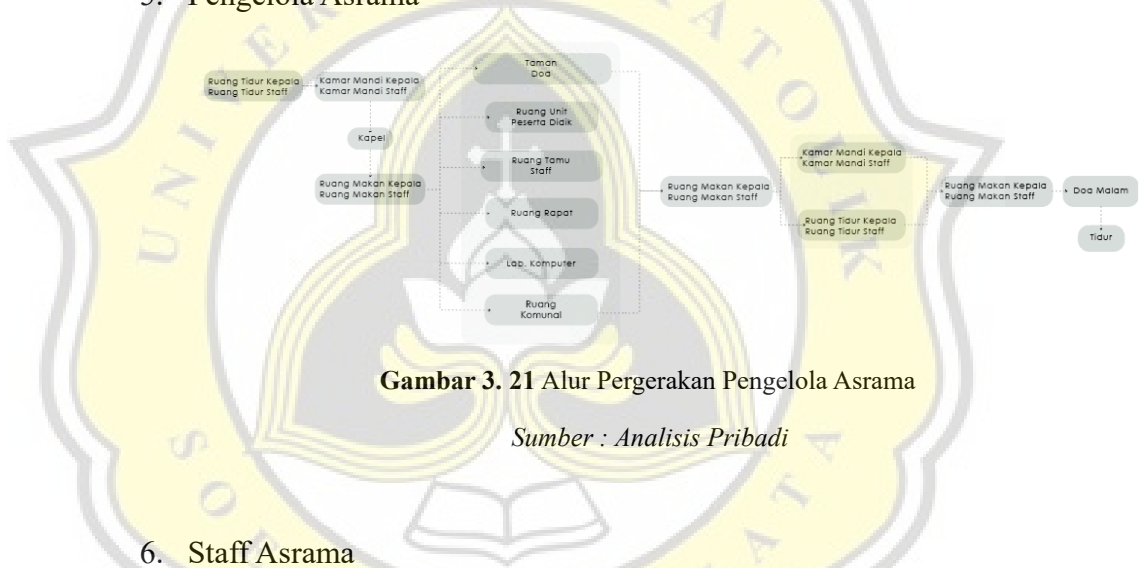 5. Pengelola Asrama
Ruang Tidur Kepala
Ruang Tidur Staff
Kamar Mandi Kepala
Kamar Mandi Staff
Kapel
Ruang Makan Kepala
Ruang Makan Staff
Taman
Doa
Ruang Unit
Peserta Didik
Ruang Tamu
Staff
Ruang Rapat
Lab. Komputer
Ruang
Komunal
Ruang Makan Kepala
Ruang Makan Staff
Kamar Mandi Kepala
Kamar Mandi Staff
Ruang Tidur Kepala
Ruang Tidur Staff
Ruang Makan Kepala
Ruang Makan Staff
Doa Malam
Tidur
Gambar 3. 21 Alur Pergerakan Pengelola Asrama
Sumber : Analisis Pribadi
6. Staff Asrama